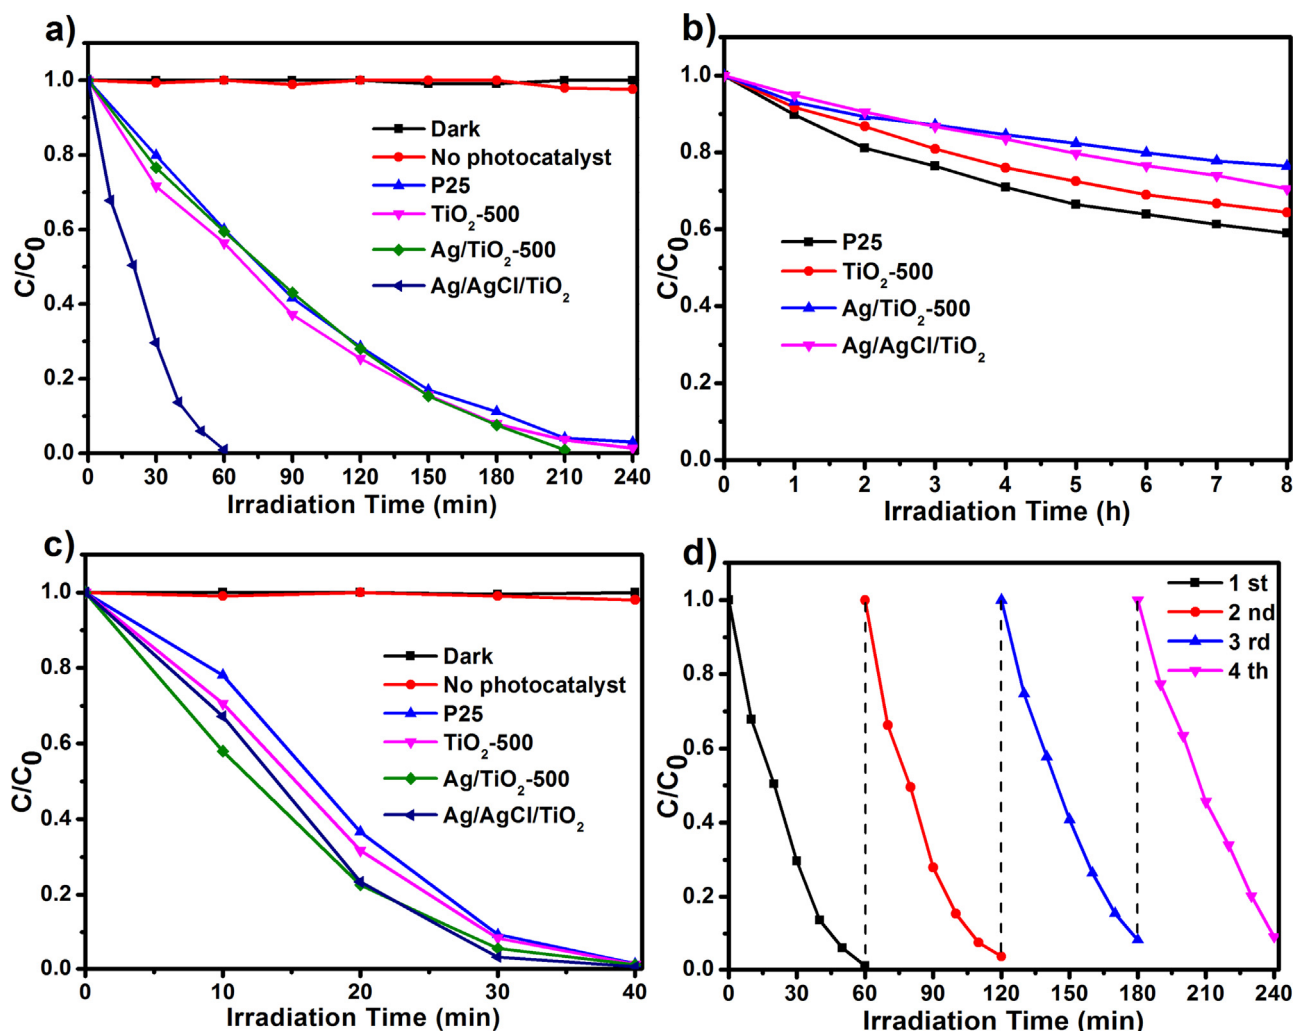 a)
C/C0
1.0
0.8
0.6
0.4
0.2
0.0
Dark
No photocatalyst
P25
TiO2-500
Ag/TiO2-500
Ag/AgCl/TiO2
0 30 60 90 120 150 180 210 240
Irradiation Time (min)
b)
C/C0
1.0
0.8
0.6
0.4
0.2
0.0
P25
TiO2-500
Ag/TiO2-500
Ag/AgCl/TiO2
0 1 2 3 4 5 6 7 8
Irradiation Time (h)
c)
C/C0
1.0
0.8
0.6
0.4
0.2
0.0
Dark
No photocatalyst
P25
TiO2-500
Ag/TiO2-500
Ag/AgCl/TiO2
0 10 20 30 40
Irradiation Time (min)
d)
C/C0
1.0
0.8
0.6
0.4
0.2
0.0
1 st
2 nd
3 rd
4 th
0 30 60 90 120 150 180 210 240
Irradiation Time (min)